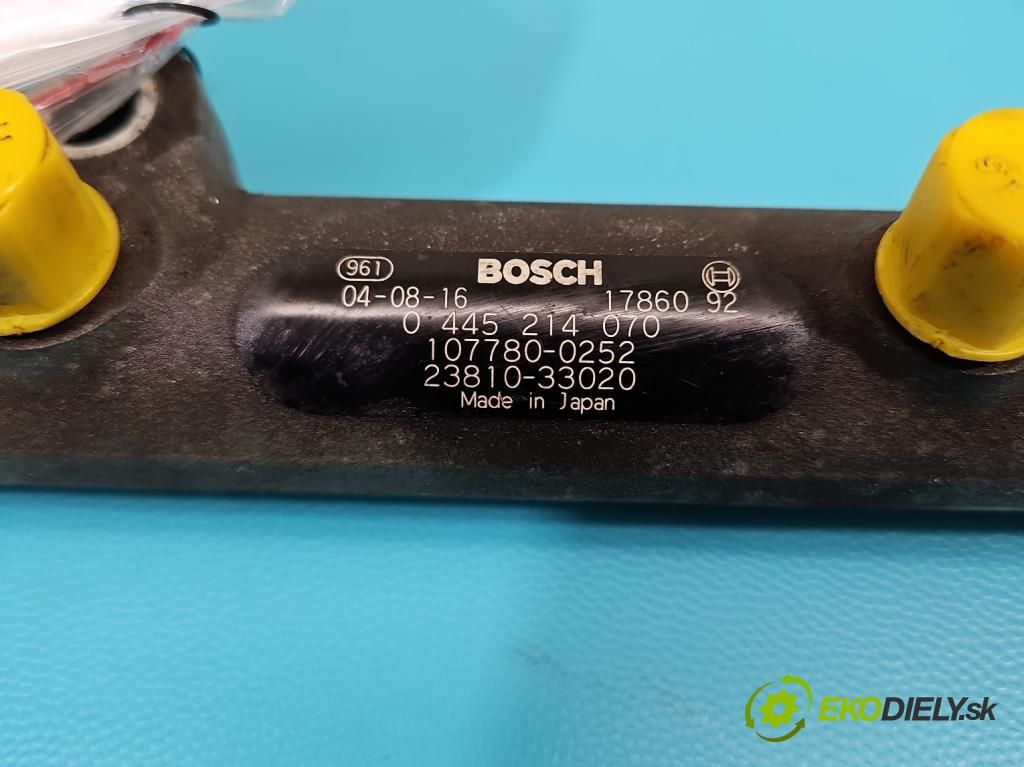 961 BOSCH
04-08-16 17860 92
0 445 214 070
107780-0252
23810-33020
Made in Japan
EKODIELY.sk